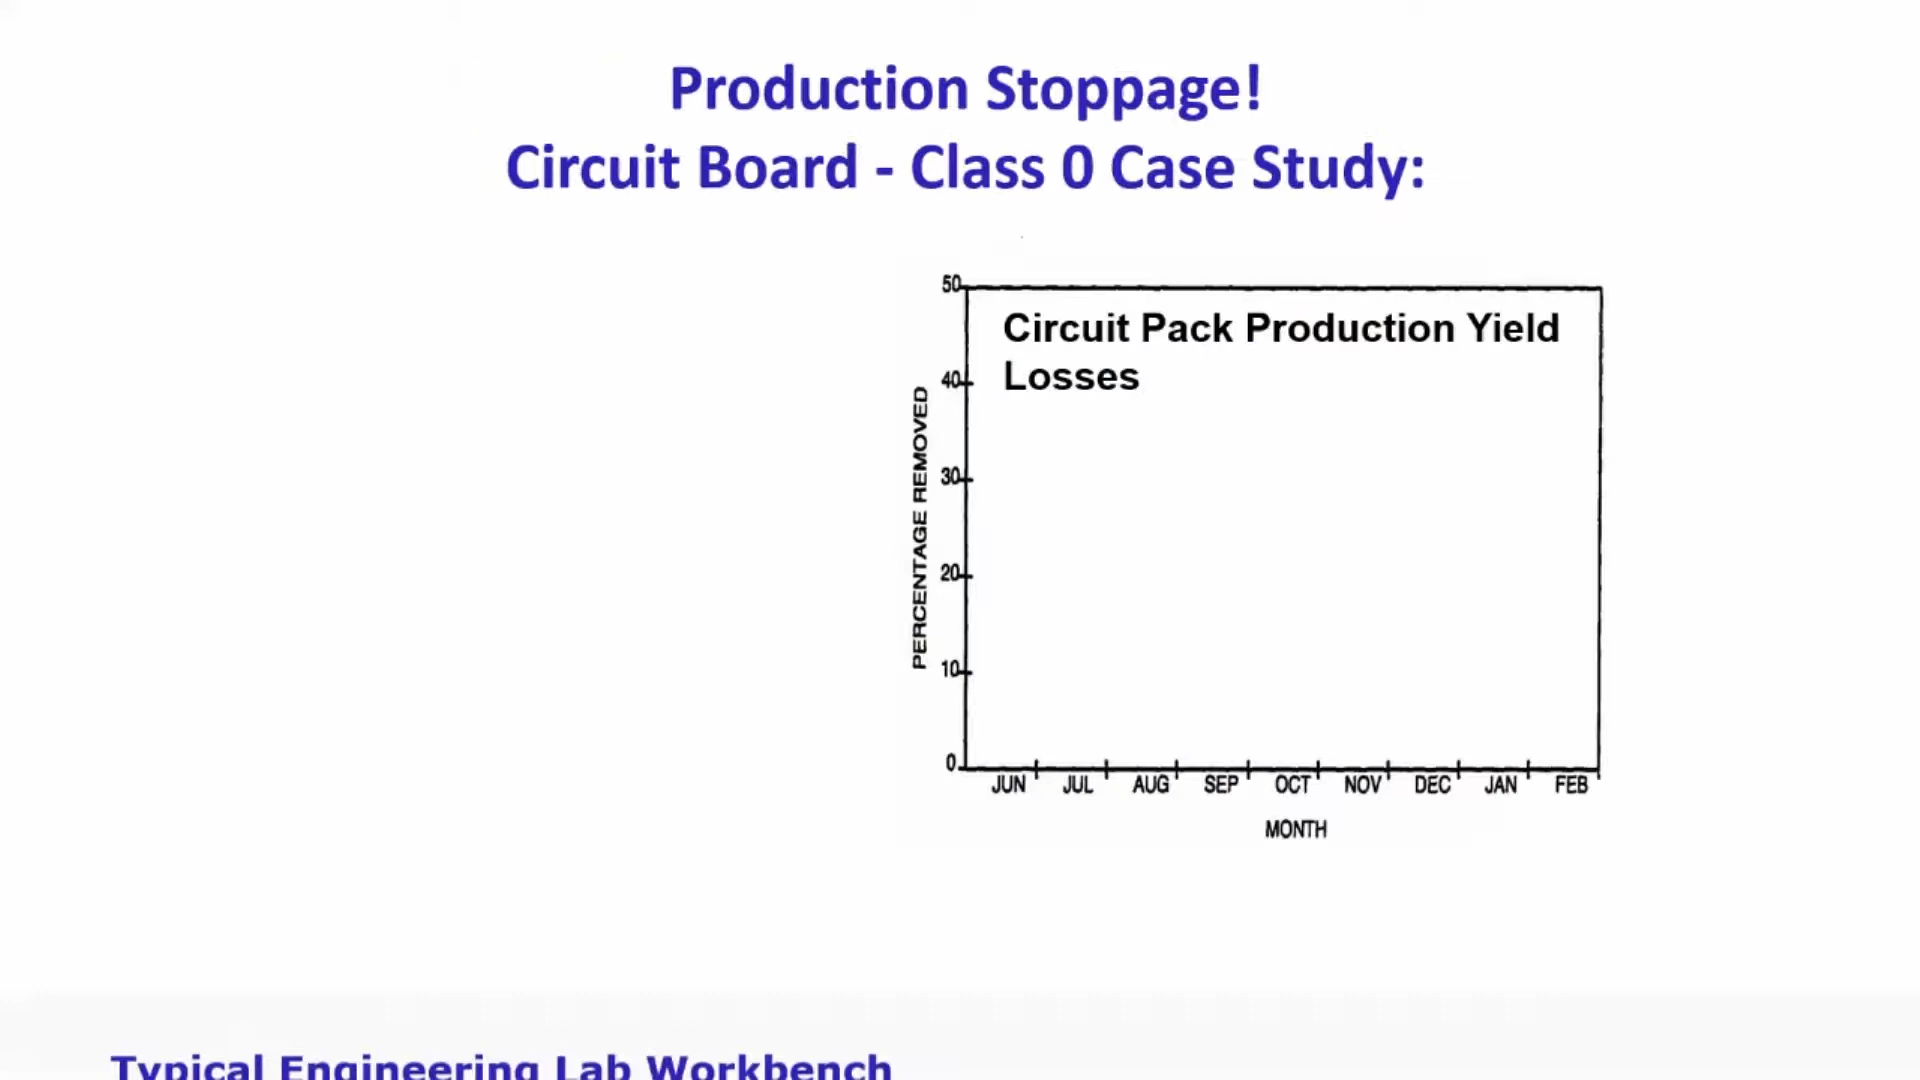 Production Stoppage!
Circuit Board - Class 0 Case Study:
50
Circuit Pack Production Yield
Losses
40
30
20
10
0
PERCENTAGE REMOVED
JUN JUL AUG SEP OCT NOV DEC JAN FEB
MONTH
Typical Engineering Lab Workbench